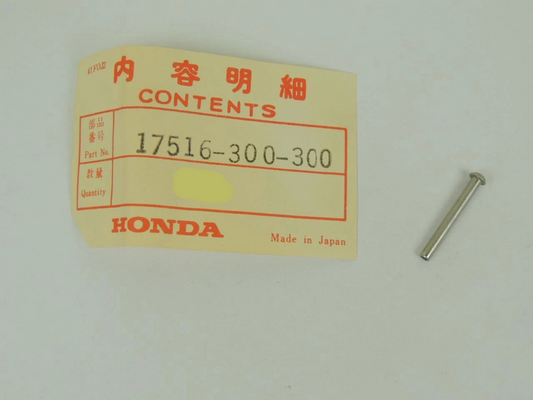 内容明細
CONTENTS
部品
番号
Part No.
17516-300-300
数量
Quantity
HONDA
Made in Japan